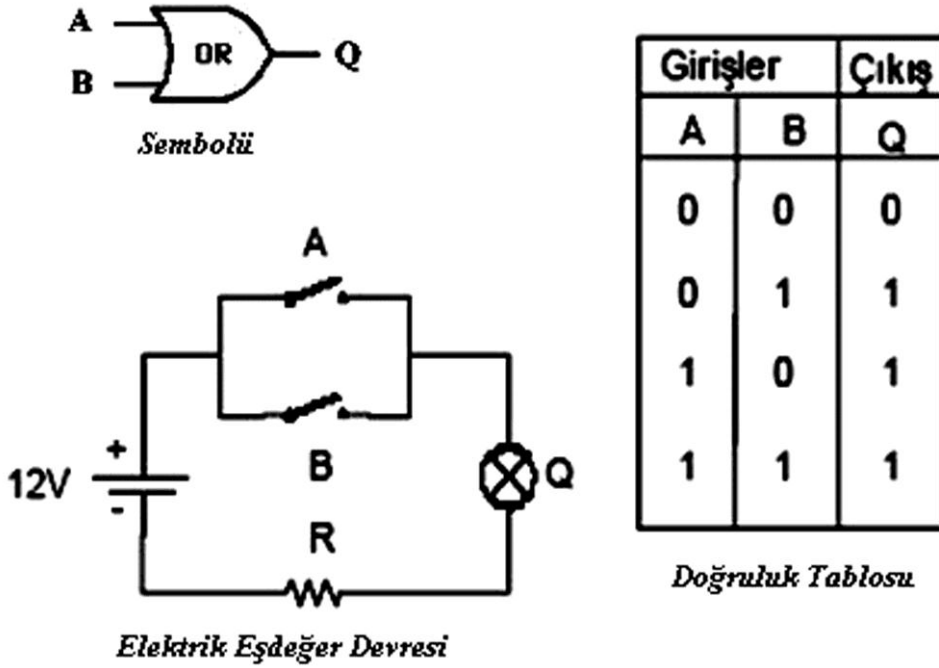 A
OR
Q
B
Sembolü
Girişler Çıkış
A B Q
0 0 0
0 1 1
1 0 1
1 1 1
Doğruluk Tablosu
A
B
12V
+
-
Q
R
Elektrik Eşdeğer Devresi